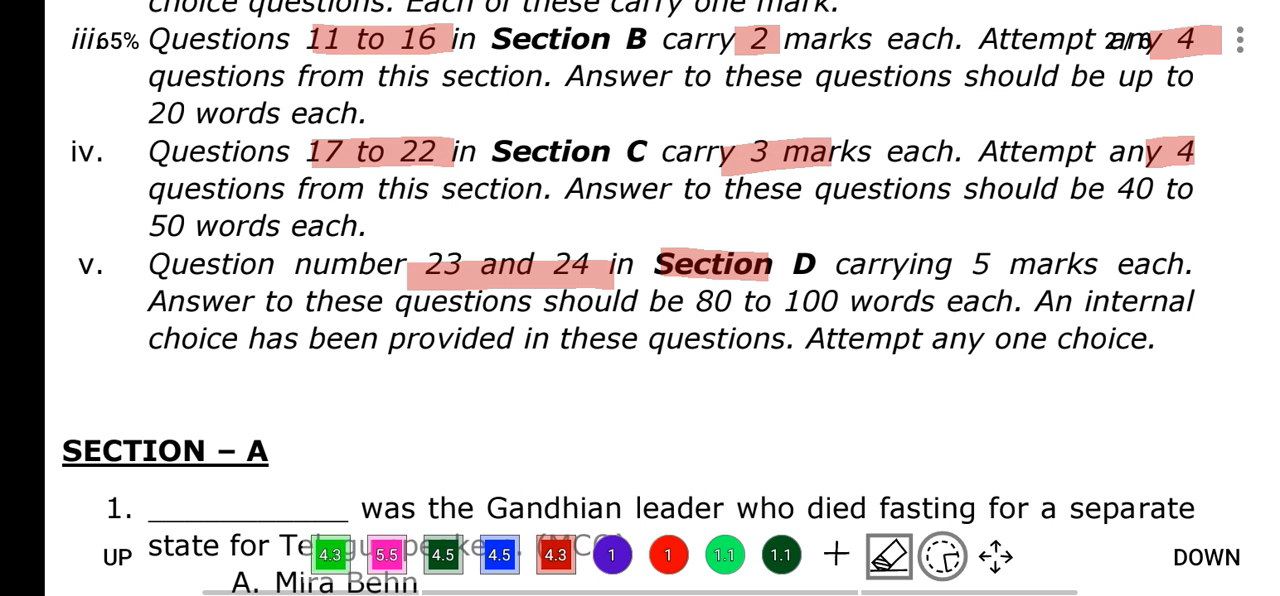 choice questions. Each of these carry one mark.
iii. 65% Questions 11 to 16 in Section B carry 2 marks each. Attempt any 4
questions from this section. Answer to these questions should be up to
20 words each.
iv. Questions 17 to 22 in Section C carry 3 marks each. Attempt any 4
questions from this section. Answer to these questions should be 40 to
50 words each.
v. Question number 23 and 24 in Section D carrying 5 marks each.
Answer to these questions should be 80 to 100 words each. An internal
choice has been provided in these questions. Attempt any one choice.
SECTION – A
1. ____________ was the Gandhian leader who died fasting for a separate
state for Telugu speakers. (MCQ)
UP 4.3 5.5 4.5 4.5 4.3 1 1 1.1 1.1 DOWN
A. Mira Behn